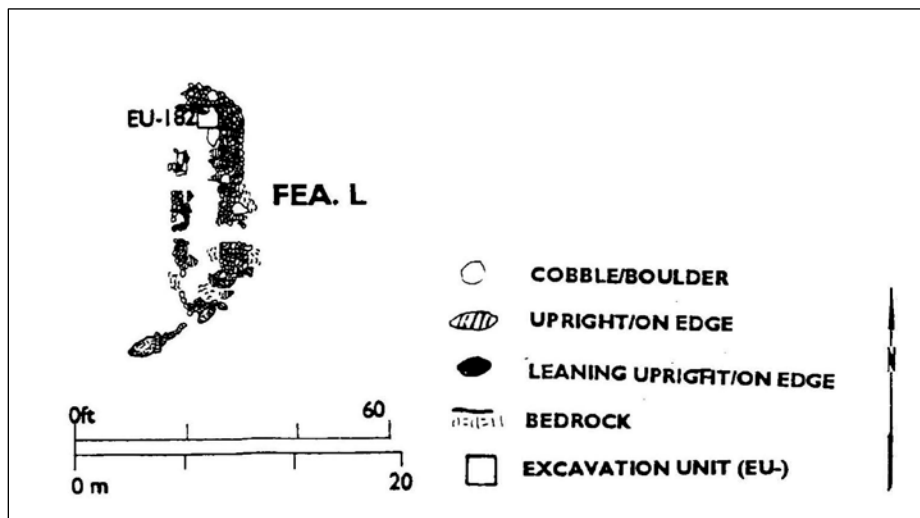 EU-182
FEA. L
COBBLE/BOULDER
UPRIGHT/ON EDGE
LEANING UPRIGHT/ON EDGE
BEDROCK
EXCAVATION UNIT (EU-)
N
0ft 60
0 m 20